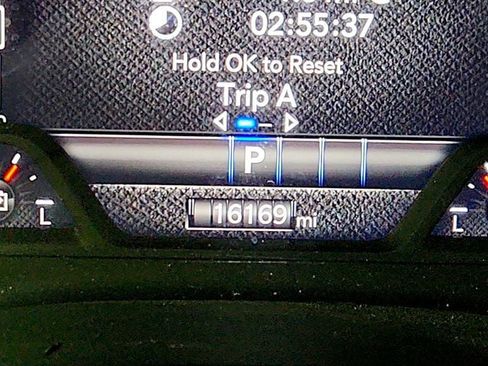 02:55:37
Hold OK to Reset
Trip A
P
16169 mi
L
L